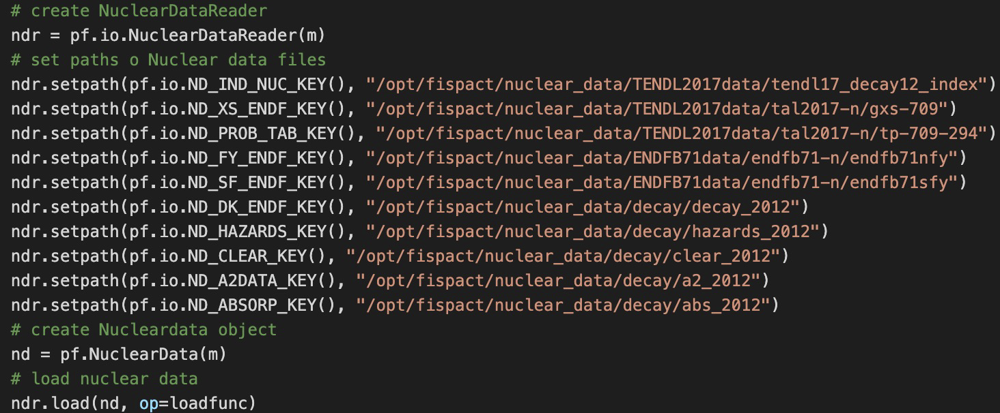 # create NuclearDataReader
ndr = pf.io.NuclearDataReader(m)
# set paths o Nuclear data files
ndr.setpath(pf.io.ND_IND_NUC_KEY(), "/opt/fispact/nuclear_data/TENDL2017data/tendl17_decay12_index")
ndr.setpath(pf.io.ND_XS_ENDF_KEY(), "/opt/fispact/nuclear_data/TENDL2017data/tal2017-n/gxs-709")
ndr.setpath(pf.io.ND_PROB_TAB_KEY(), "/opt/fispact/nuclear_data/TENDL2017data/tal2017-n/tp-709-294")
ndr.setpath(pf.io.ND_FY_ENDF_KEY(), "/opt/fispact/nuclear_data/ENDFB71data/endfb71-n/endfb71nfy")
ndr.setpath(pf.io.ND_SF_ENDF_KEY(), "/opt/fispact/nuclear_data/ENDFB71data/endfb71-n/endfb71sfy")
ndr.setpath(pf.io.ND_DK_ENDF_KEY(), "/opt/fispact/nuclear_data/decay/decay_2012")
ndr.setpath(pf.io.ND_HAZARDS_KEY(), "/opt/fispact/nuclear_data/decay/hazards_2012")
ndr.setpath(pf.io.ND_CLEAR_KEY(), "/opt/fispact/nuclear_data/decay/clear_2012")
ndr.setpath(pf.io.ND_A2DATA_KEY(), "/opt/fispact/nuclear_data/decay/a2_2012")
ndr.setpath(pf.io.ND_ABSORP_KEY(), "/opt/fispact/nuclear_data/decay/abs_2012")
# create Nucleardata object
nd = pf.NuclearData(m)
# load nuclear data
ndr.load(nd, op=loadfunc)